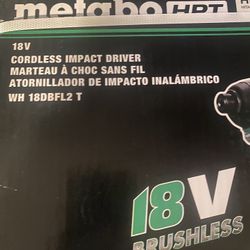 metabo HPT
18V
CORDLESS IMPACT DRIVER
MARTEAU À CHOC SANS FIL
ATORNILLADOR DE IMPACTO INALÁMBRICO
WH 18DBFL2 T
18V
BRUSHLESS